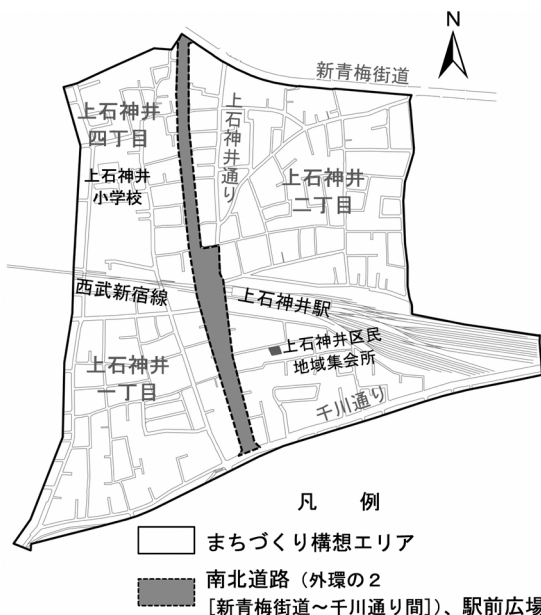 N
新青梅街道
上石神井
四丁目
上石神井通り
上石神井
小学校
上石神井
二丁目
西武新宿線
上石神井駅
上石神井区民
地域集会所
上石神井
一丁目
千川通り
凡 例
まちづくり構想エリア
南北道路（外環の２
[新青梅街道～千川通り間]）、駅前広場